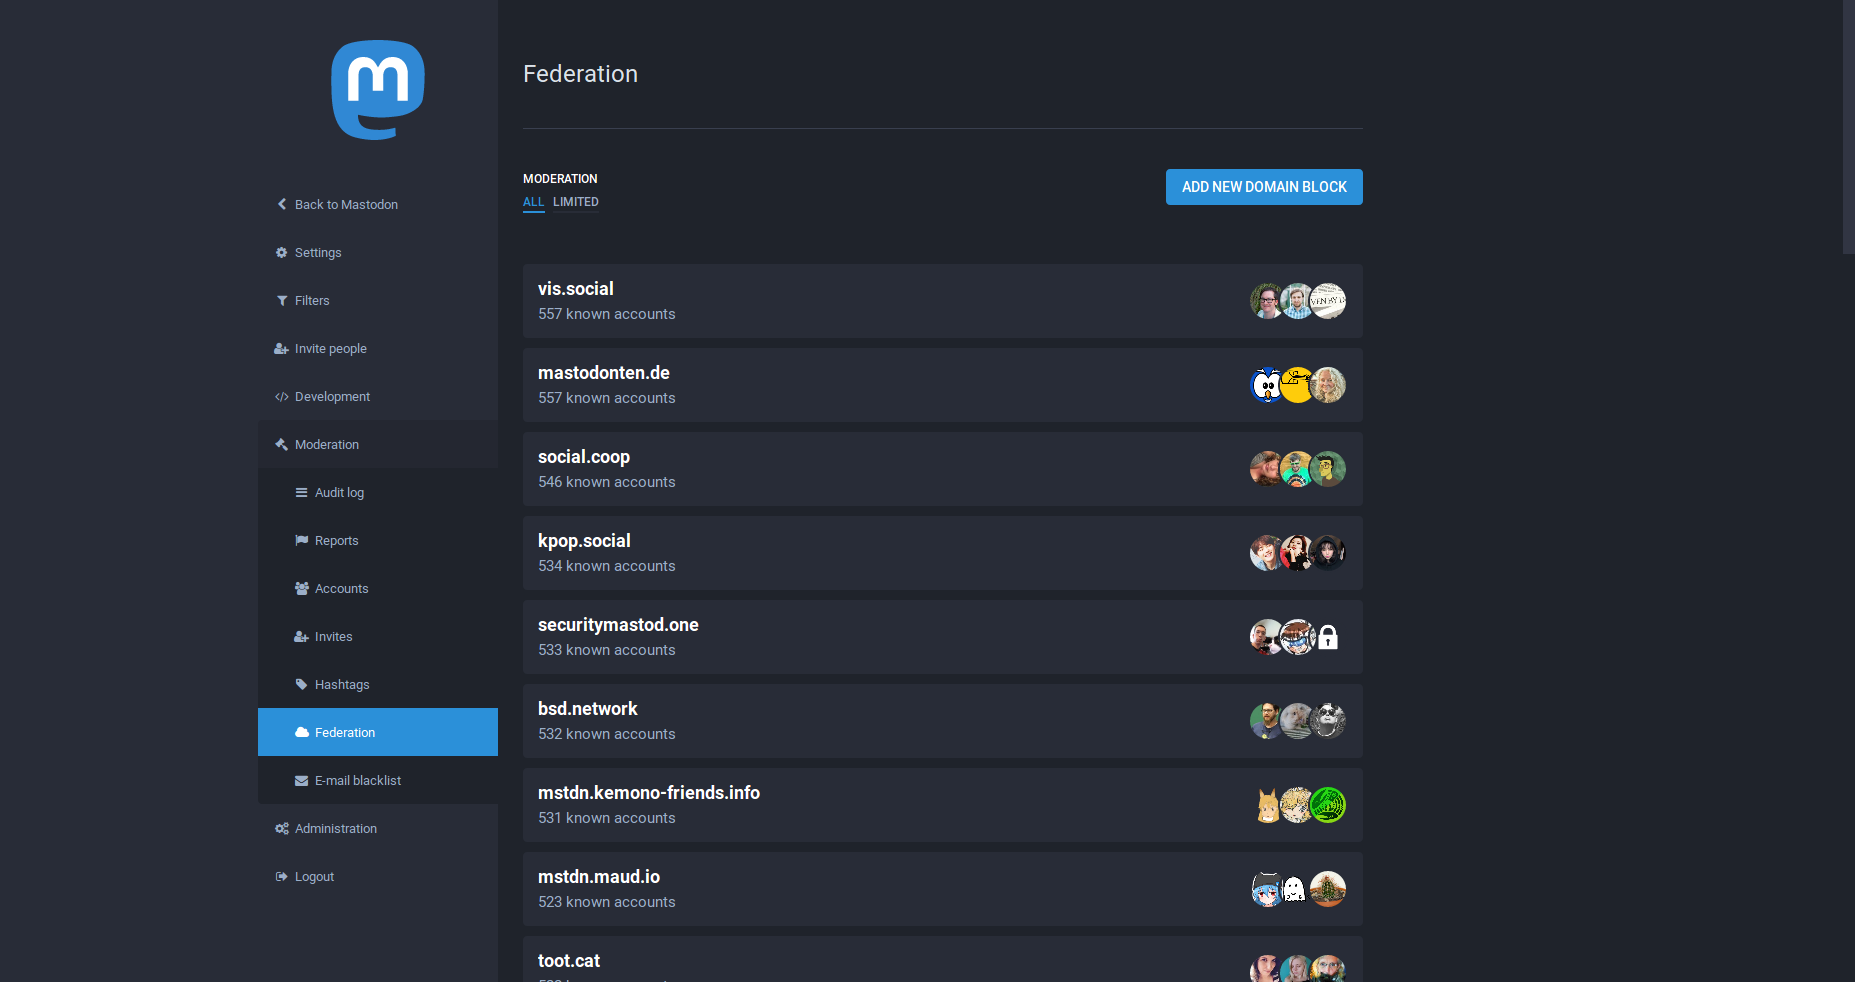 Back to Mastodon
Settings
Filters
Invite people
Development
Moderation
Audit log
Reports
Accounts
Invites
Hashtags
Federation
E-mail blacklist
Administration
Logout
Federation
MODERATION
ALL LIMITED
ADD NEW DOMAIN BLOCK
vis.social
557 known accounts
mastodonten.de
557 known accounts
social.coop
546 known accounts
kpop.social
534 known accounts
securitymastod.one
533 known accounts
bsd.network
532 known accounts
mstdn.kemono-friends.info
531 known accounts
mstdn.maud.io
523 known accounts
toot.cat